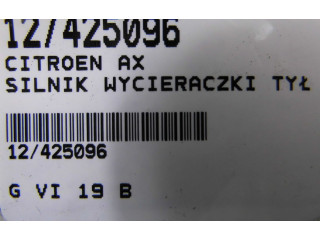 12/425096
CITROEN AX
SILNIK WYCIERACZKI TYŁ
12/425096
G VI 19 B